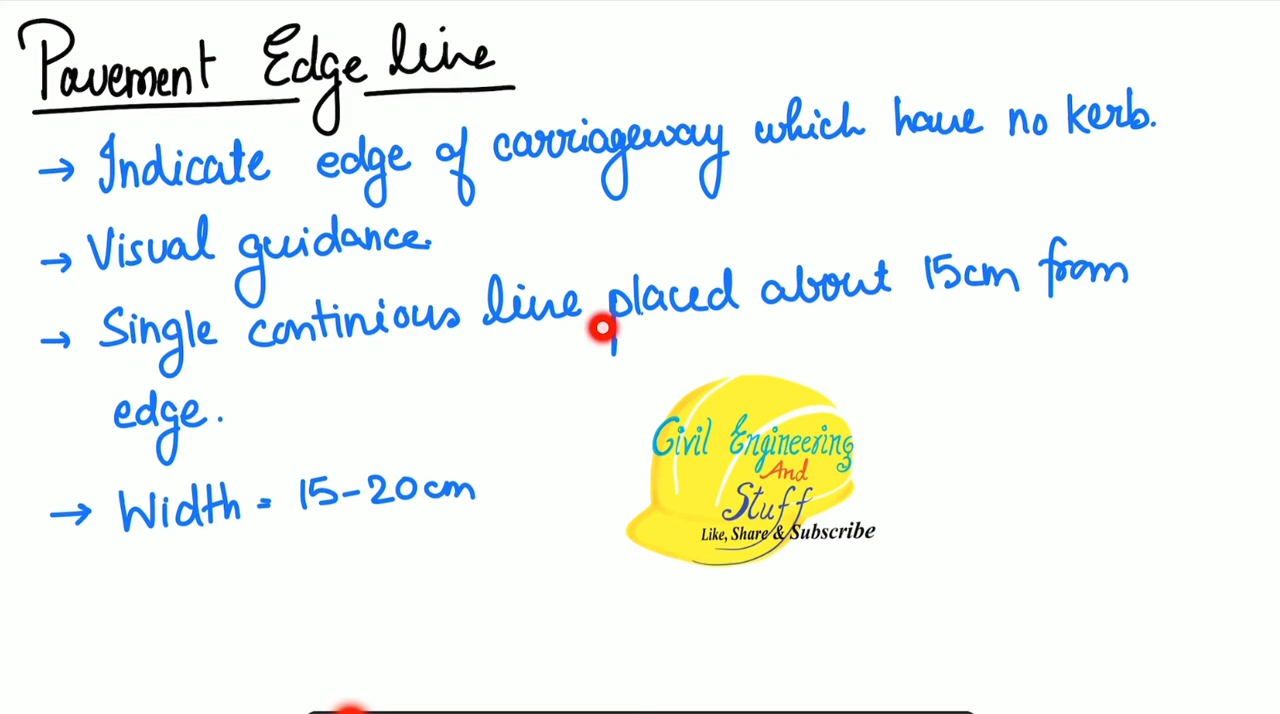 Pavement Edge line
→ Indicate edge of carriageway which have no kerb.
→ Visual guidance.
→ Single continious line placed about 15cm from
edge.
→ Width = 15-20cm
Civil Engineering
And
Stuff
Like, Share & Subscribe